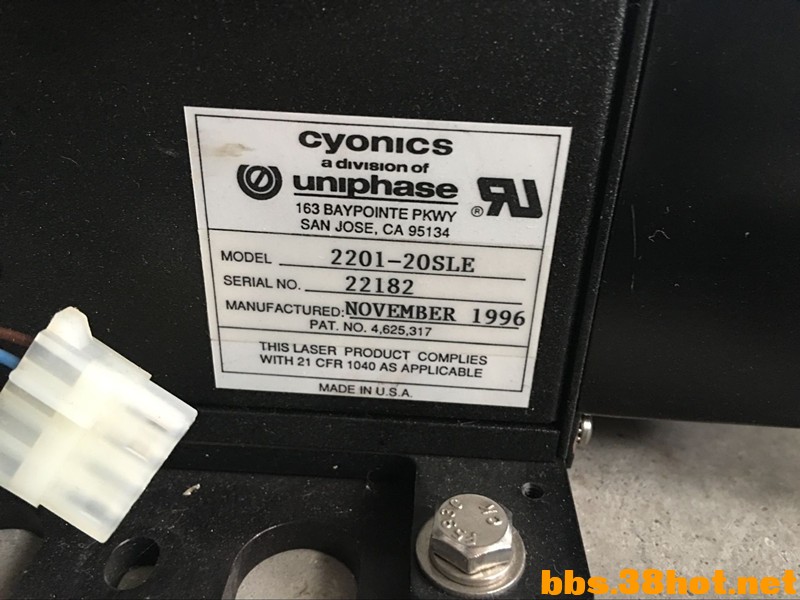 cyonics
a division of
uniphase
163 BAYPOINTE PKWY
SAN JOSE, CA 95134
®
MODEL 2201-20SLE
SERIAL NO. 22182
MANUFACTURED: NOVEMBER 1996
PAT. NO. 4,625,317
THIS LASER PRODUCT COMPLIES
WITH 21 CFR 1040 AS APPLICABLE
MADE IN U.S.A.
bbs.38hot.net